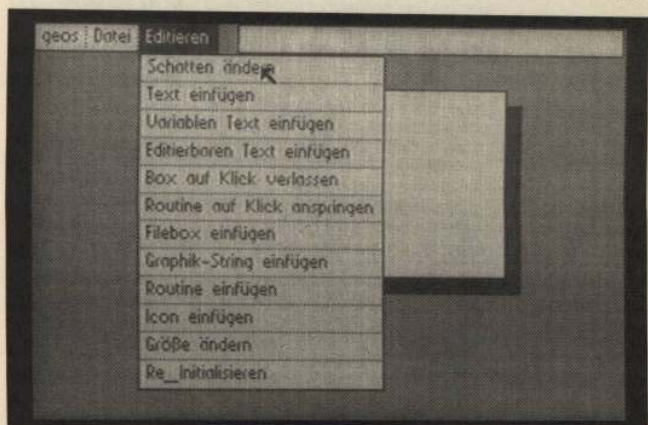 geos Datei Editieren
Schatten ändern
Text einfügen
Variablen Text einfügen
Editierbaren Text einfügen
Box auf Klick verlassen
Routine auf Klick anspringen
Filebox einfügen
Graphik-String einfügen
Routine einfügen
Icon einfügen
Größe ändern
Re_Initialisieren